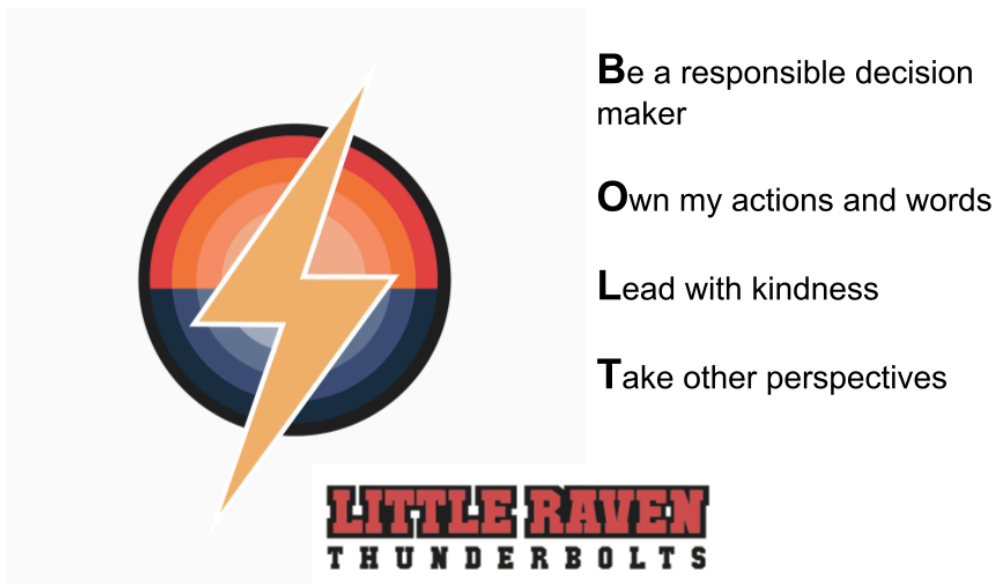 Be a responsible decision
maker
Own my actions and words
Lead with kindness
Take other perspectives
LITTLE RAVEN
THUNDERBOLTS